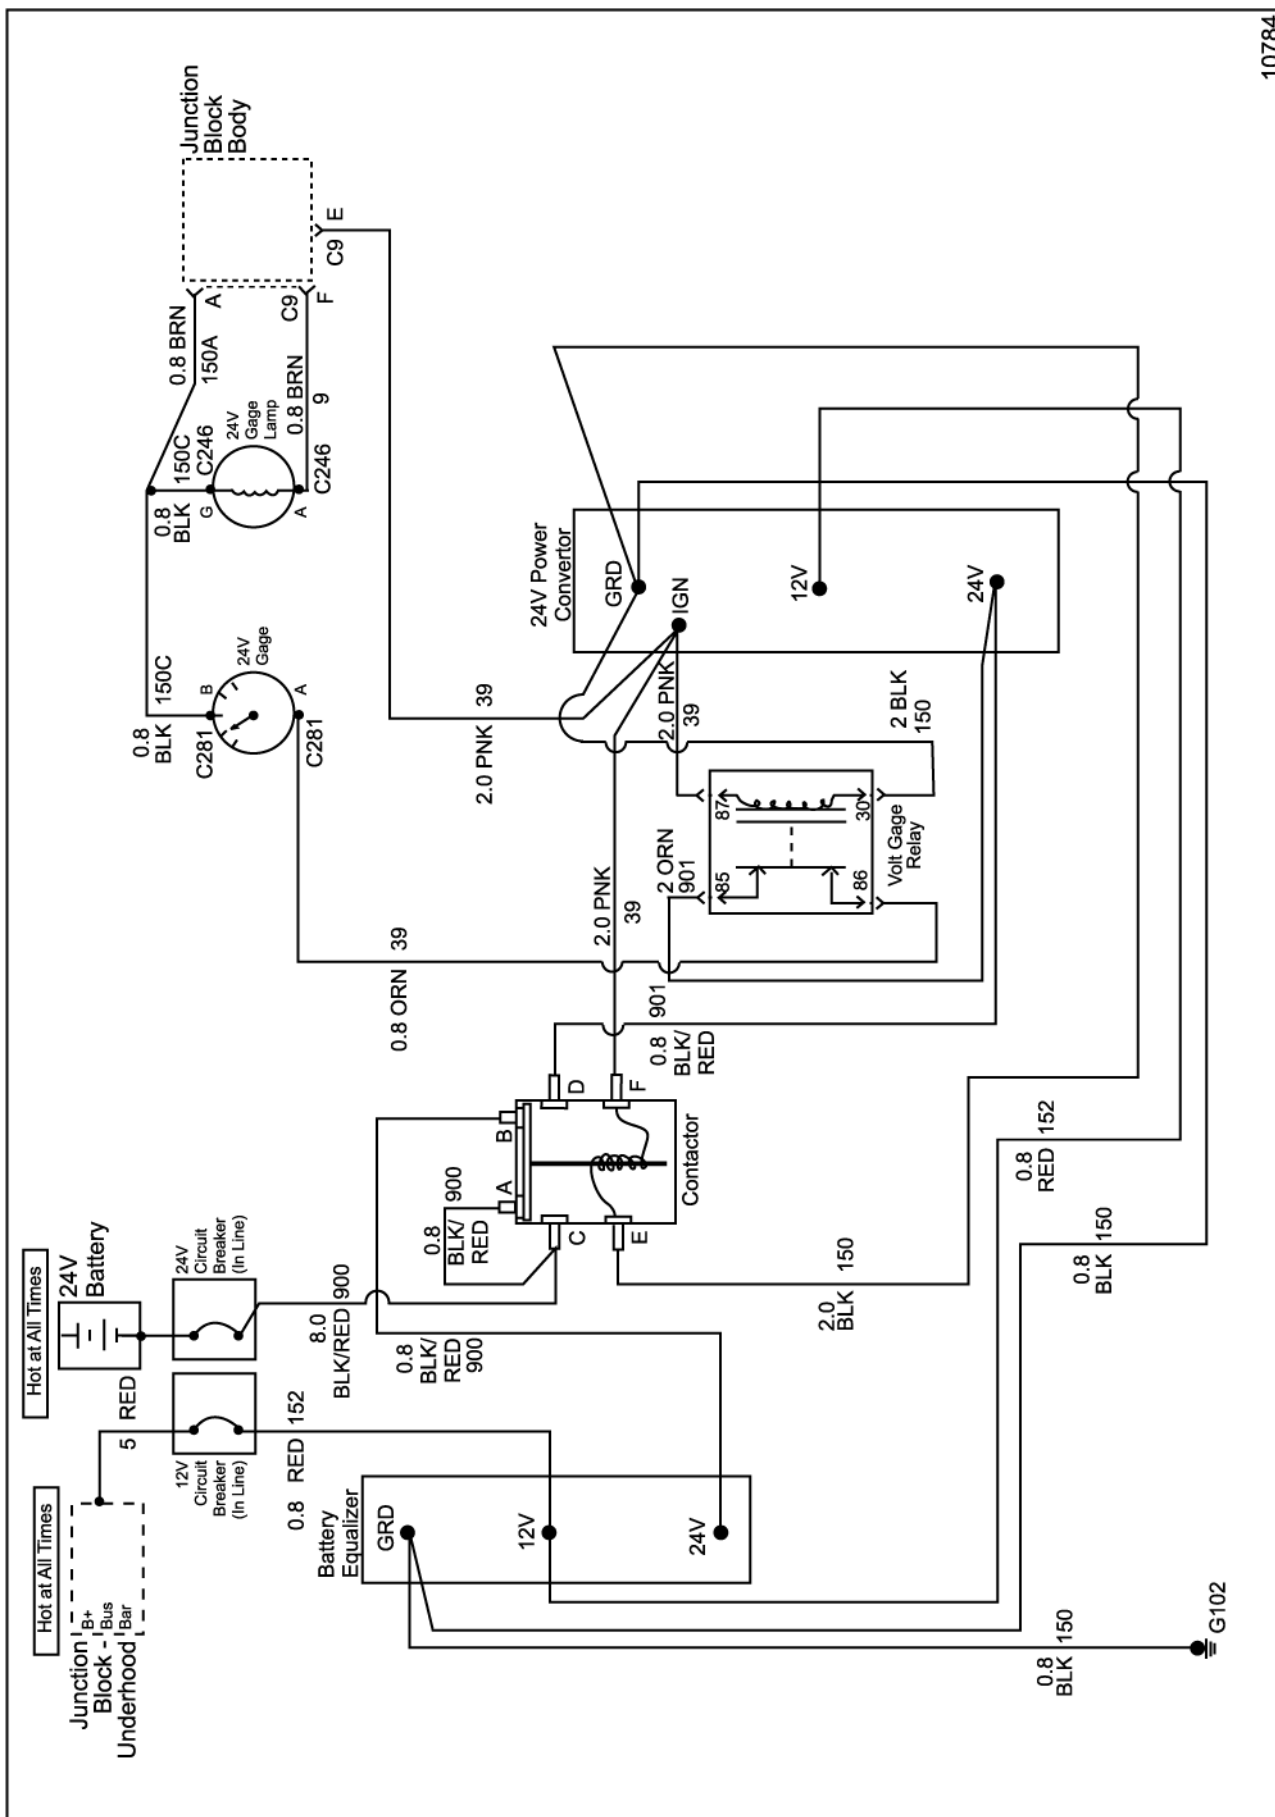 Hot at All Times
Junction
Block -
Underhood
B+
Bus
Bar
Hot at All Times
24V
Battery
5
RED
12V
Circuit
Breaker
(In Line)
24V
Circuit
Breaker
(In Line)
0.8
RED
152
8.0
BLK/RED
900
Battery
Equalizer
GRD
12V
24V
0.8
BLK/
RED
900
0.8
BLK/
RED
900
A
B
C
D
E
F
Contactor
2.0
BLK
150
0.8
BLK
150
G102
0.8
RED
152
0.8
BLK
150
0.8
BLK/
RED
901
0.8 ORN
39
2.0 PNK
39
2 ORN
901
85
86
87
30
Volt Gage
Relay
2.0 PNK
39
2.0 PNK
39
2 BLK
150
24V Power
Convertor
GRD
IGN
12V
24V
0.8
BLK
150C
C281
B
24V
Gage
A
C281
0.8
BLK
150C
C246
G
24V
Gage
Lamp
A
C246
0.8 BRN
150A
0.8 BRN
9
A
C9
F
C9
E
Junction
Block
Body
10784